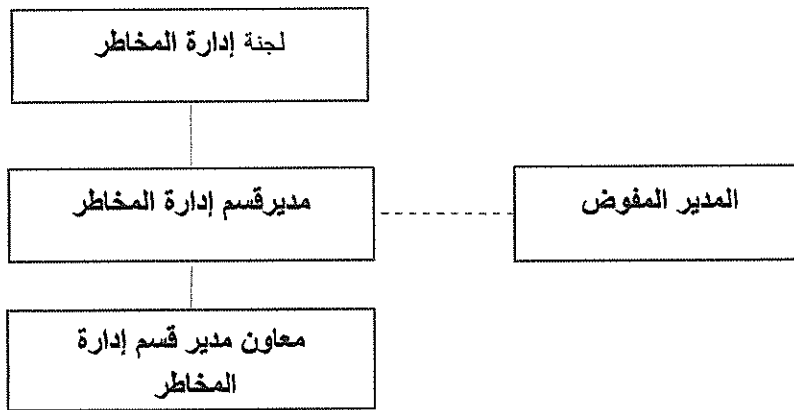 لجنة إدارة المخاطر
مديرقسم إدارة المخاطر
المدير المفوض
معاون مدير قسم إدارة
المخاطر